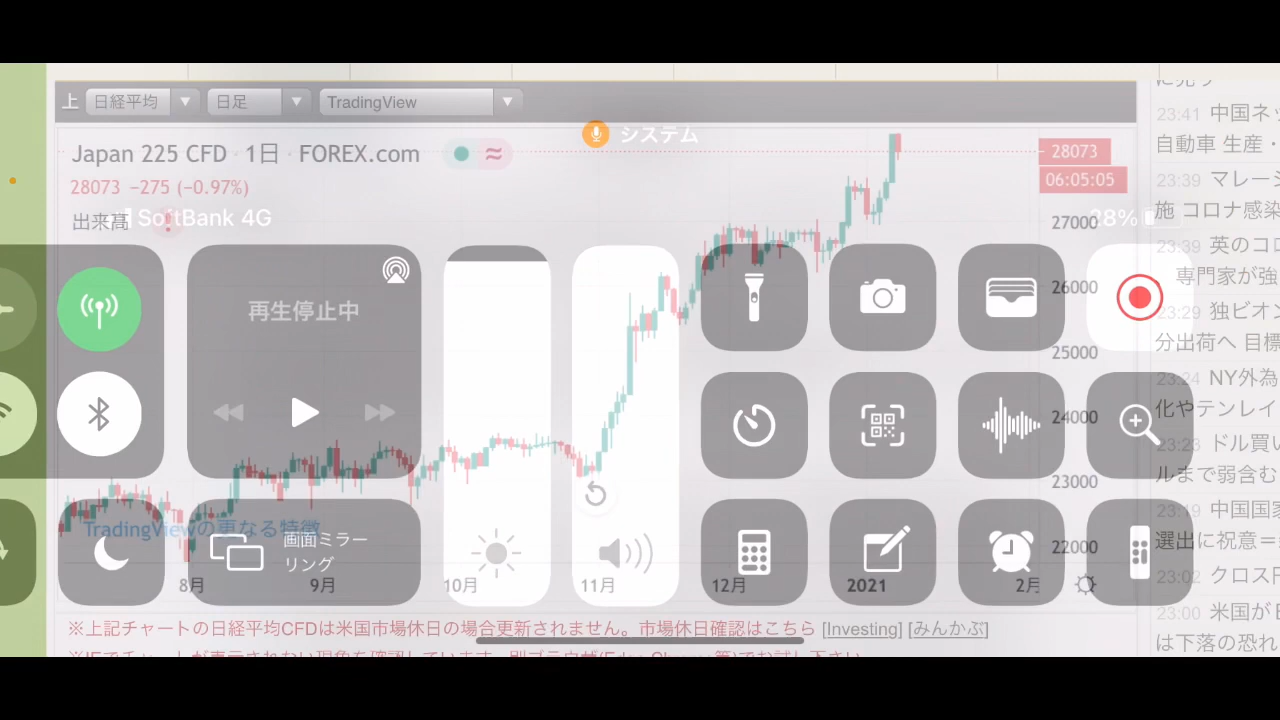 上 日経平均 日足 TradingView
システム
Japan 225 CFD · 1日 · FOREX.com
28073 −275 (−0.97%)
出来高
SoftBank 4G
28%
28073
06:05:05
27000
26000
25000
24000
23000
22000
再生停止中
TradingViewの更なる特徴
画面ミラー
リング
8月 9月 10月 11月 12月 2021 2月
※上記チャートの日経平均CFDは米国市場休日の場合更新されません。市場休日確認はこちら [Investing] [みんかぶ]
23:41 中国ネッ
自動車 生産・
23:39 マレーシ
施 コロナ感染
23:39 英のコロ
専門家が強
23:29 独ビオン
分出荷へ 目標
23:24 NY外為
化やテンレイ
23:23 ドル買い
ルまで弱含む
23:19 中国国家
選出に祝意＝
23:02 クロス円
23:00 米国が
は下落の恐れ